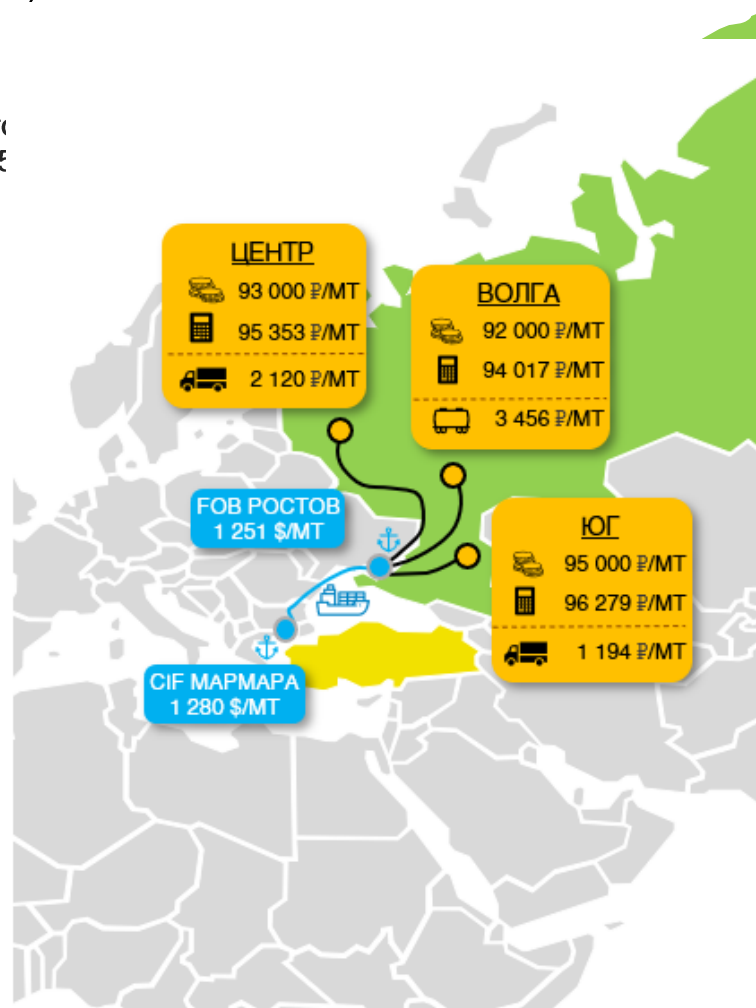 ЦЕНТР
93 000 ₽/МТ
95 353 ₽/МТ
2 120 ₽/МТ
ВОЛГА
92 000 ₽/МТ
94 017 ₽/МТ
3 456 ₽/МТ
FOB РОСТОВ
1 251 $/МТ
ЮГ
95 000 ₽/МТ
96 279 ₽/МТ
1 194 ₽/МТ
CIF МАРМАРА
1 280 $/МТ